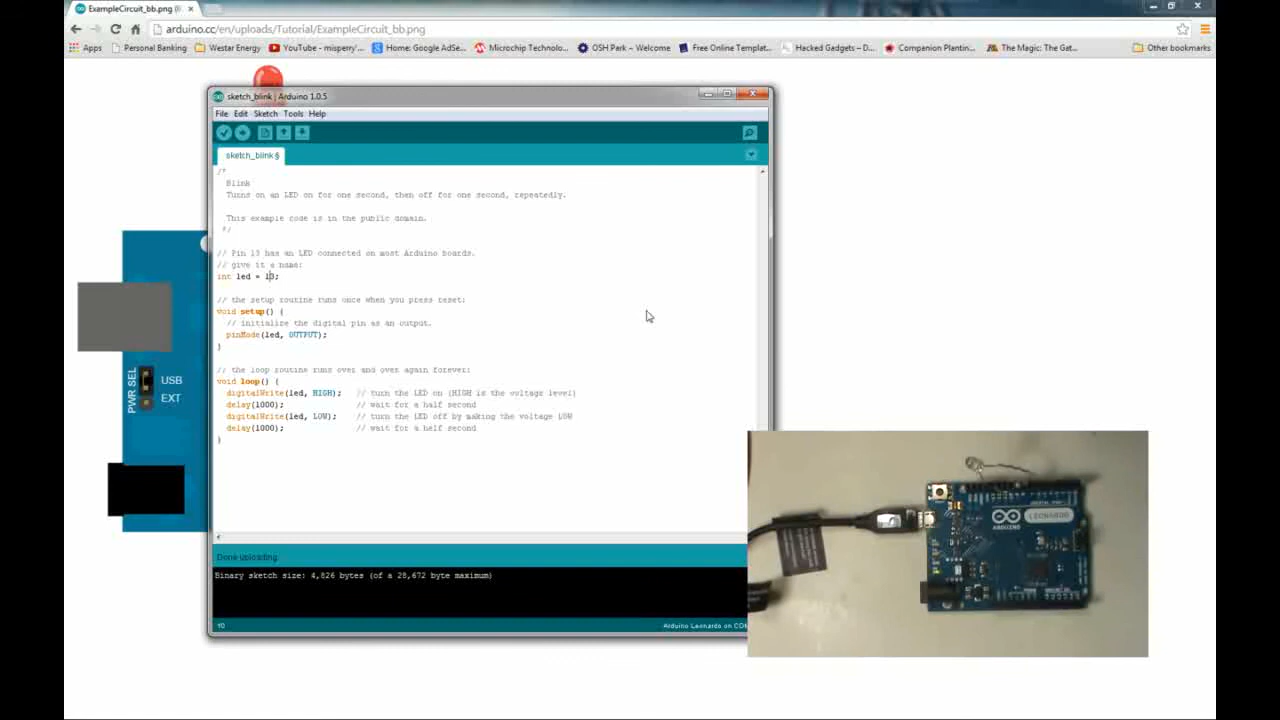 ExampleCircuit_bb.png (
arduino.cc/en/uploads/Tutorial/ExampleCircuit_bb.png
Apps Personal Banking Westar Energy YouTube - misperry... Home: Google AdSe... Microchip Technolo... OSH Park ~ Welcome Free Online Templat... Hacked Gadgets – D... Companion Plantin... The Magic: The Gat... Other bookmarks
sketch_blink | Arduino 1.0.5
File Edit Sketch Tools Help
sketch_blink §
/*
Blink
Turns on an LED on for one second, then off for one second, repeatedly.
This example code is in the public domain.
*/
// Pin 13 has an LED connected on most Arduino boards.
// give it a name:
int led = 13;
// the setup routine runs once when you press reset:
void setup() {
// initialize the digital pin as an output.
pinMode(led, OUTPUT);
}
// the loop routine runs over and over again forever:
void loop() {
digitalWrite(led, HIGH); // turn the LED on (HIGH is the voltage level)
delay(1000); // wait for a half second
digitalWrite(led, LOW); // turn the LED off by making the voltage LOW
delay(1000); // wait for a half second
}
PWR SEL
USB
EXT
Done uploading.
Binary sketch size: 4,826 bytes (of a 28,672 byte maximum)
10
Arduino Leonardo on COM
ARDUINO
LEONARDO